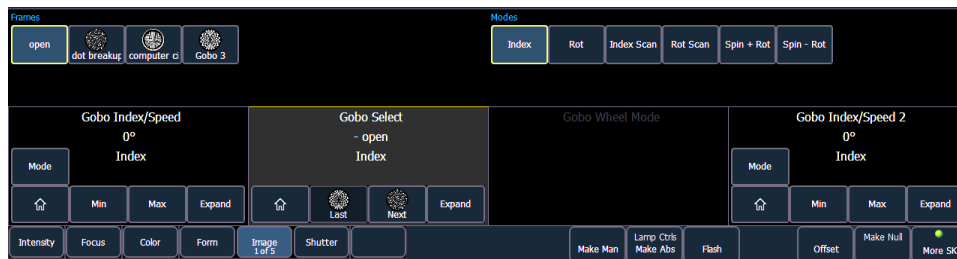 Frames
Modes
open
dot breakup
computer ci
Gobo 3
Index
Rot
Index Scan
Rot Scan
Spin + Rot
Spin - Rot
Gobo Index/Speed
0°
Index
Mode
Min
Max
Expand
Gobo Select
- open
Index
Last
Next
Expand
Gobo Wheel Mode
Gobo Index/Speed 2
0°
Index
Mode
Min
Max
Expand
Intensity
Focus
Color
Form
Image
1 of 5
Shutter
Make Man
Lamp Ctrls
Make Abs
Flash
Offset
Make Null
More SK